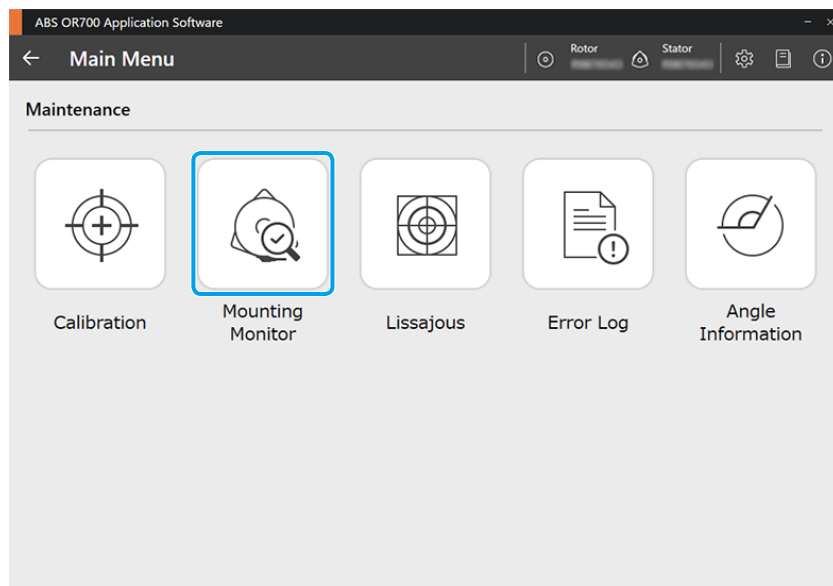 ABS OR700 Application Software
Main Menu
Rotor
Stator
Maintenance
Calibration
Mounting
Monitor
Lissajous
Error Log
Angle
Information